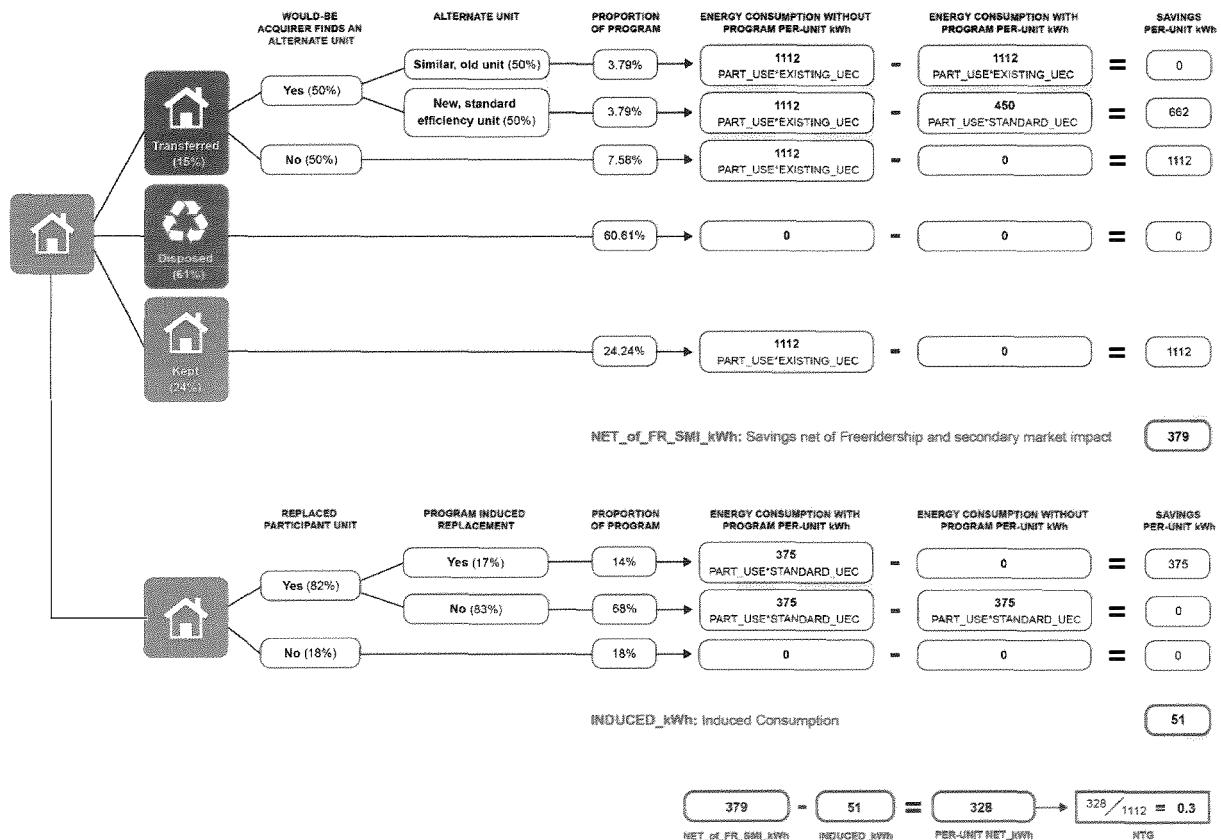 WOULD-BE
ACQUIRER FINDS AN
ALTERNATE UNIT
ALTERNATE UNIT
PROPORTION
OF PROGRAM
ENERGY CONSUMPTION WITHOUT
PROGRAM PER-UNIT kWh
ENERGY CONSUMPTION WITH
PROGRAM PER-UNIT kWh
SAVINGS
PER-UNIT kWh
Transferred
(15%)
Yes (50%)
Similar, old unit (50%)
3.79%
1112
PART_USE*EXISTING_UEC
-
1112
PART_USE*EXISTING_UEC
=
0
New, standard
efficiency unit (50%)
3.79%
1112
PART_USE*EXISTING_UEC
-
450
PART_USE*STANDARD_UEC
=
662
No (50%)
7.58%
1112
PART_USE*EXISTING_UEC
-
0
=
1112
Disposed
(61%)
60.61%
0
-
0
=
0
Kept
(24%)
24.24%
1112
PART_USE*EXISTING_UEC
-
0
=
1112
NET_of_FR_SMI_kWh: Savings net of Freeridership and secondary market impact
379
REPLACED
PARTICIPANT UNIT
PROGRAM INDUCED
REPLACEMENT
PROPORTION
OF PROGRAM
ENERGY CONSUMPTION WITH
PROGRAM PER-UNIT kWh
ENERGY CONSUMPTION WITHOUT
PROGRAM PER-UNIT kWh
SAVINGS
PER-UNIT kWh
Yes (82%)
Yes (17%)
14%
375
PART_USE*STANDARD_UEC
-
0
=
375
No (83%)
68%
375
PART_USE*STANDARD_UEC
-
375
PART_USE*STANDARD_UEC
=
0
No (18%)
18%
0
-
0
=
0
INDUCED_kWh: Induced Consumption
51
379 - 51 = 328 328/1112 = 0.3
NET_of_FR_SMI_kWh INDUCED_kWh PER-UNIT NET_kWh NTG